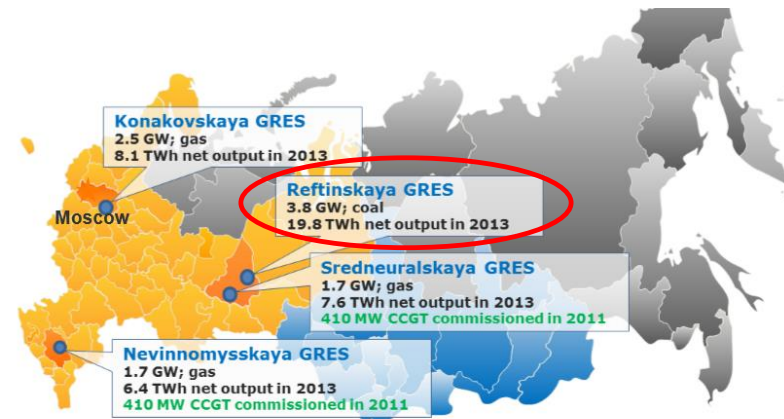 Konakovskaya GRES
2.5 GW; gas
8.1 TWh net output in 2013
Moscow
Reftinskaya GRES
3.8 GW; coal
19.8 TWh net output in 2013
Sredneuralskaya GRES
1.7 GW; gas
7.6 TWh net output in 2013
410 MW CCGT commissioned in 2011
Nevinnomysskaya GRES
1.7 GW; gas
6.4 TWh net output in 2013
410 MW CCGT commissioned in 2011